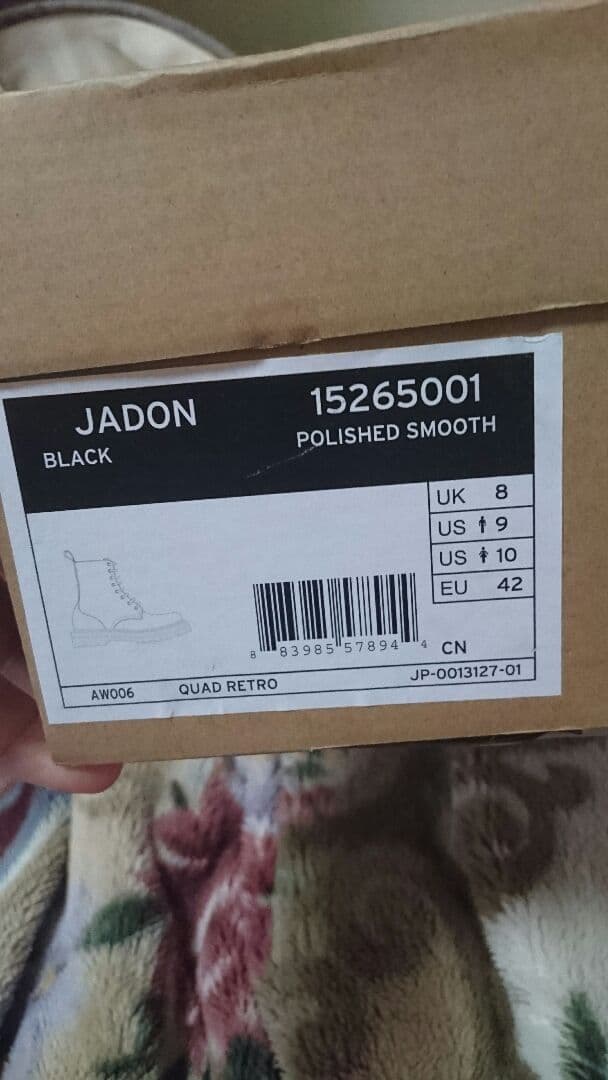 JADON 15265001
BLACK POLISHED SMOOTH
UK 8
US 9
US 10
EU 42
8 83985 57894 4 CN
AW006 QUAD RETRO JP-0013127-01